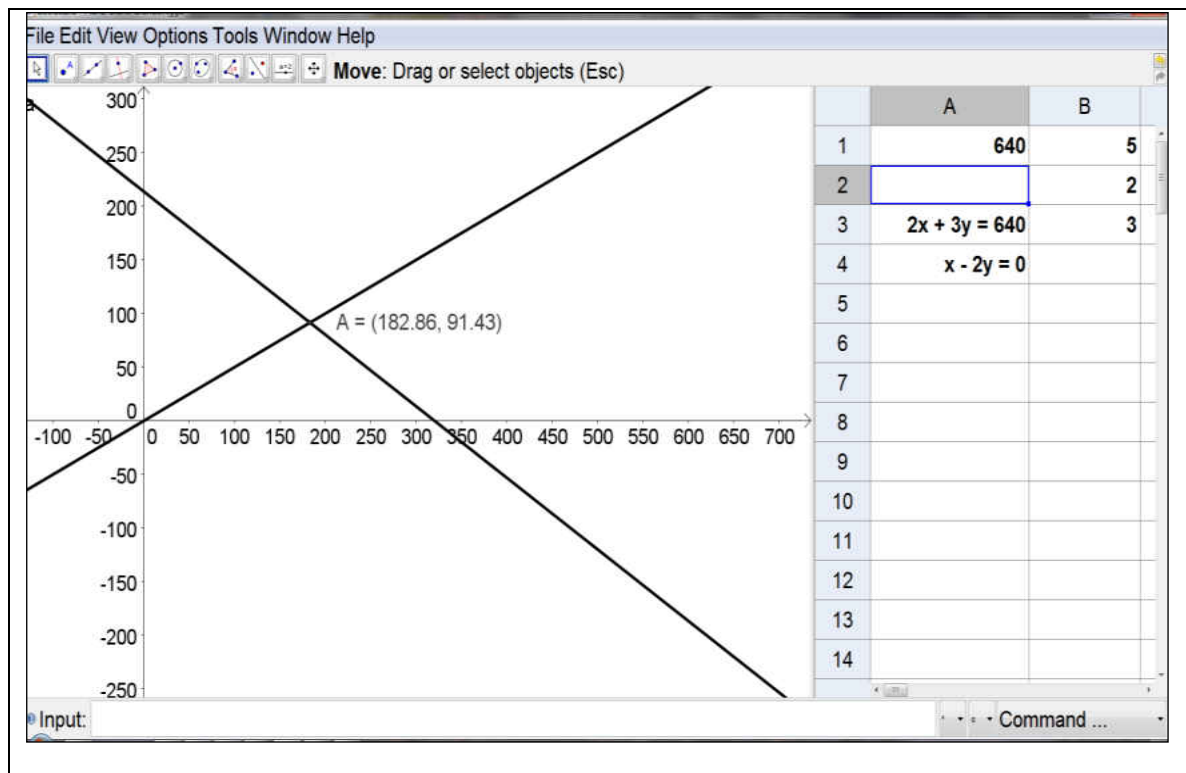 File Edit View Options Tools Window Help
Move: Drag or select objects (Esc)
300
250
200
150
100
50
0
-50
-100
-150
-200
-250
-100 -50 0 50 100 150 200 250 300 350 400 450 500 550 600 650 700
A = (182.86, 91.43)
A B
1 640 5
2 2
3 2x + 3y = 640 3
4 x - 2y = 0
5
6
7
8
9
10
11
12
13
14
Input:
Command ...